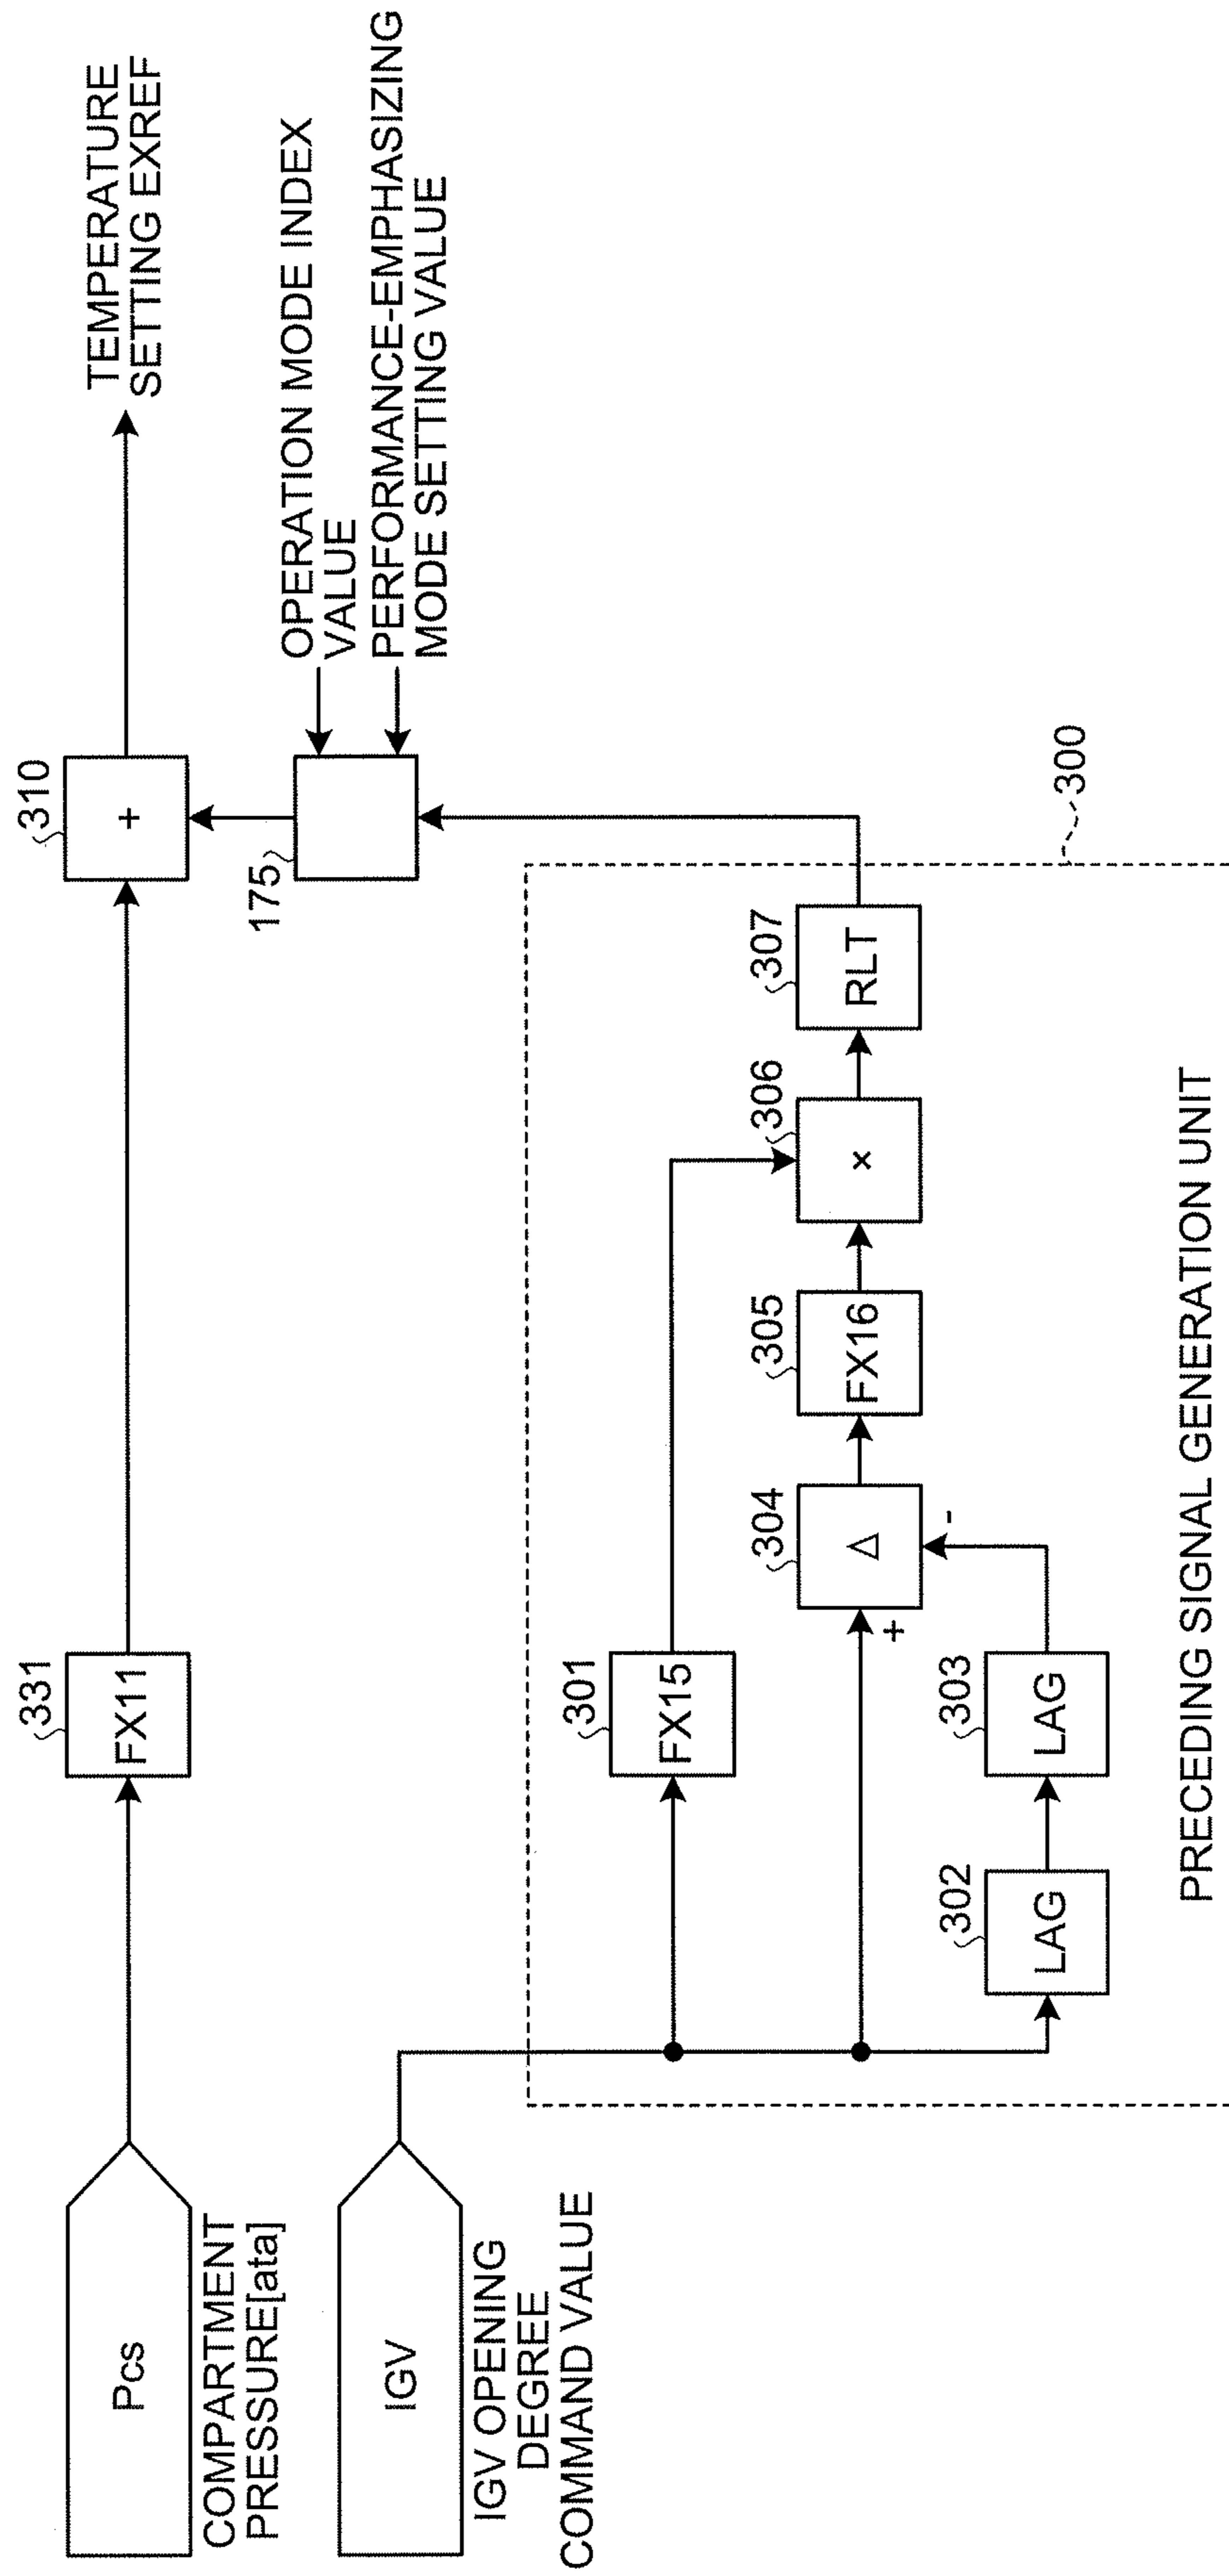 Pcs
COMPARTMENT
PRESSURE[ata]
331
FX11
310
+
TEMPERATURE
SETTING EXREF
175
OPERATION MODE INDEX
VALUE
PERFORMANCE-EMPHASIZING
MODE SETTING VALUE
IGV
IGV OPENING
DEGREE
COMMAND VALUE
300
301
FX15
302
LAG
303
LAG
304
Δ
+
-
305
FX16
306
×
307
RLT
PRECEDING SIGNAL GENERATION UNIT